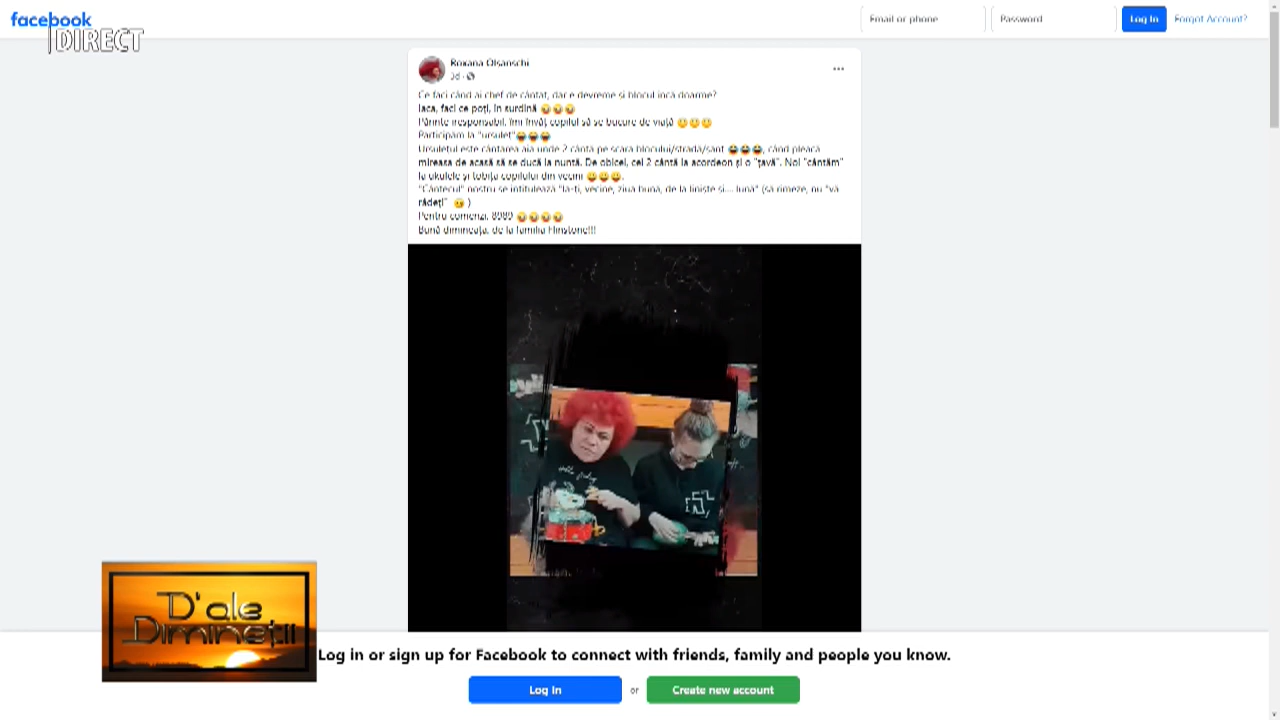 facebook
DIRECT
Email or phone
Password
Log In
Forgot Account?
Roxana Olsanschi
3d
Ce faci când ai chef de cântat, dar e devreme și blocul încă doarme?
Iaca, faci ce poți, în surdină 🤣🤣🤣
Părinte iresponsabil, îmi învăț copilul să se bucure de viață
Participăm la "ursuleț"😂😂😂
Ursulețul este cântarea aia unde 2 cântă pe scara blocului/strada/sant 😂😂😂, când pleacă
mireasa de acasă să se ducă la nuntă. De obicei, cei 2 cântă la acordeon și o "țavă". Noi "cântăm"
la ukulele și tobița copilului din vecini 😀😀😀.
"Cântecul" nostru se intitulează "Ia-ți, vecine, ziua bună, de la liniște și.... lună" (să rimeze, nu "vă
rădeți" )
Pentru comenzi, 8989 🤣🤣🤣🤣
Bună dimineața, de la familia Flinstone!!!
D'ale
Dimineții
Log in or sign up for Facebook to connect with friends, family and people you know.
Log In
or
Create new account